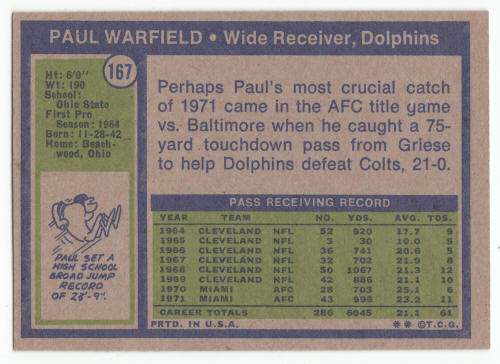 PAUL WARFIELD • Wide Receiver, Dolphins
167
Ht: 6'0"
Wt: 190
School:
Ohio State
First Pro
Season: 1964
Born: 11-28-42
Home: Beach-
wood, Ohio
Perhaps Paul's most crucial catch
of 1971 came in the AFC title game
vs. Baltimore when he caught a 75-
yard touchdown pass from Griese
to help Dolphins defeat Colts, 21-0.
PAUL SET A
HIGH SCHOOL
BROAD JUMP
RECORD
OF 23'-9".
PASS RECEIVING RECORD
YEAR TEAM NO. YDS. AVG. TDS.
1964 CLEVELAND NFL 52 920 17.7 9
1965 CLEVELAND NFL 3 30 10.0 5
1966 CLEVELAND NFL 36 741 20.6 5
1967 CLEVELAND NFL 32 702 21.9 8
1968 CLEVELAND NFL 50 1067 21.3 12
1969 CLEVELAND NFL 42 886 21.1 10
1970 MIAMI AFC 28 703 25.1 6
1971 MIAMI AFC 43 996 23.2 11
CAREER TOTALS 286 6045 21.1 61
PRTD. IN U.S.A. ** ©T.C.G.